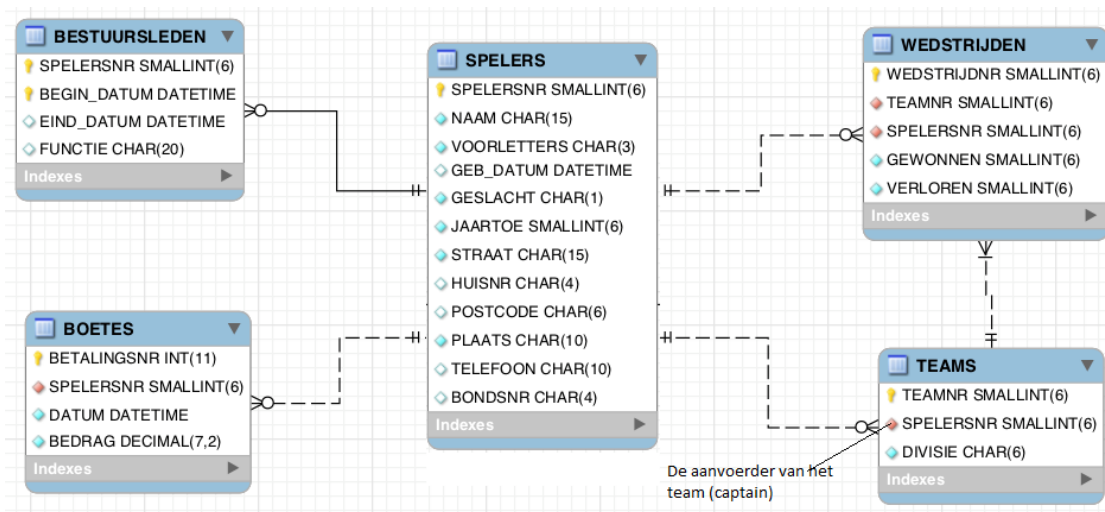 BESTUURSLEDEN
SPELERSNR SMALLINT(6)
BEGIN_DATUM DATETIME
EIND_DATUM DATETIME
FUNCTIE CHAR(20)
Indexes
SPELERS
SPELERSNR SMALLINT(6)
NAAM CHAR(15)
VOORLETTERS CHAR(3)
GEB_DATUM DATETIME
GESLACHT CHAR(1)
JAARTOE SMALLINT(6)
STRAAT CHAR(15)
HUISNR CHAR(4)
POSTCODE CHAR(6)
PLAATS CHAR(10)
TELEFOON CHAR(10)
BONDSNR CHAR(4)
Indexes
WEDSTRIJDEN
WEDSTRIJDNR SMALLINT(6)
TEAMNR SMALLINT(6)
SPELERSNR SMALLINT(6)
GEWONNEN SMALLINT(6)
VERLOREN SMALLINT(6)
Indexes
BOETES
BETALINGSNR INT(11)
SPELERSNR SMALLINT(6)
DATUM DATETIME
BEDRAG DECIMAL(7,2)
Indexes
TEAMS
TEAMNR SMALLINT(6)
SPELERSNR SMALLINT(6)
DIVISIE CHAR(6)
Indexes
De aanvoerder van het
team (captain)